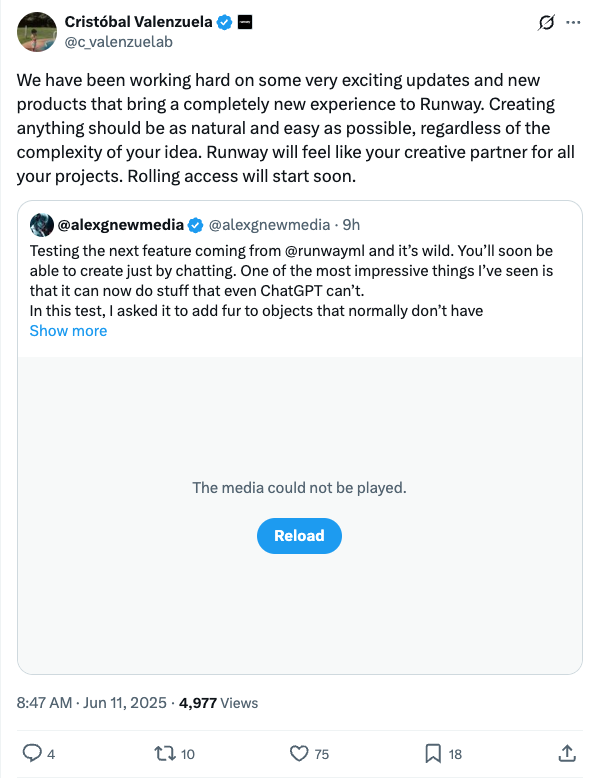 Cristóbal Valenzuela
@c_valenzuelab
We have been working hard on some very exciting updates and new
products that bring a completely new experience to Runway. Creating
anything should be as natural and easy as possible, regardless of the
complexity of your idea. Runway will feel like your creative partner for all
your projects. Rolling access will start soon.
@alexgnewmedia @alexgnewmedia · 9h
Testing the next feature coming from @runwayml and it’s wild. You’ll soon be
able to create just by chatting. One of the most impressive things I’ve seen is
that it can now do stuff that even ChatGPT can’t.
In this test, I asked it to add fur to objects that normally don’t have
Show more
The media could not be played.
Reload
8:47 AM · Jun 11, 2025 · 4,977 Views
4 10 75 18